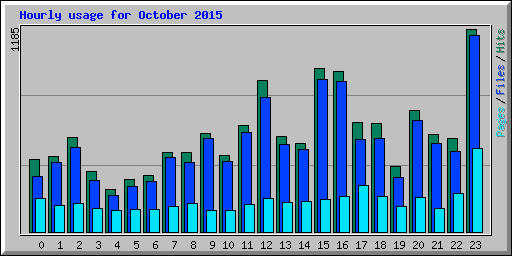 Hourly usage for October 2015
1185
Pages / Files / Hits
0 1 2 3 4 5 6 7 8 9 10 11 12 13 14 15 16 17 18 19 20 21 22 23